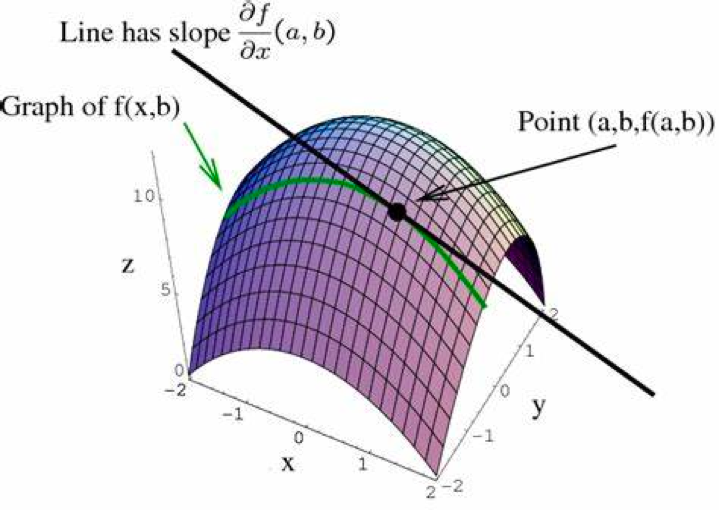 Line has slope ∂f/∂x (a, b)
Graph of f(x,b)
Point (a,b,f(a,b))
10
z
5
0
-2
-1
0
x
1
2
-2
-1
y
0
1
2